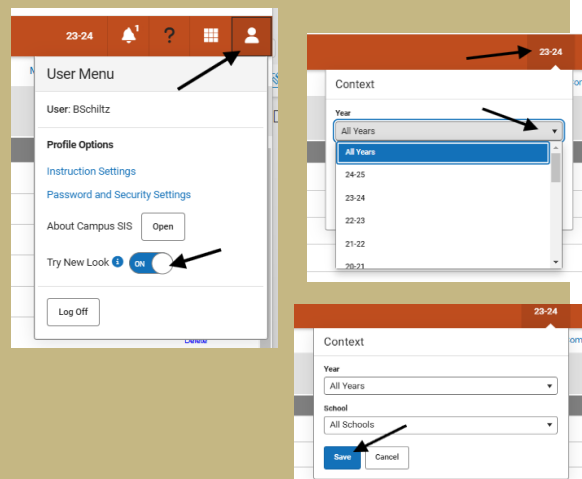 23-24 1 ?
User Menu
User: BSchiltz
Profile Options
Instruction Settings
Password and Security Settings
About Campus SIS Open
Try New Look i ON
Log Off
Delete
23-24
Context
Year
All Years
All Years
24-25
23-24
22-23
21-22
20-21
23-24
Context
Year
All Years
School
All Schools
Save Cancel